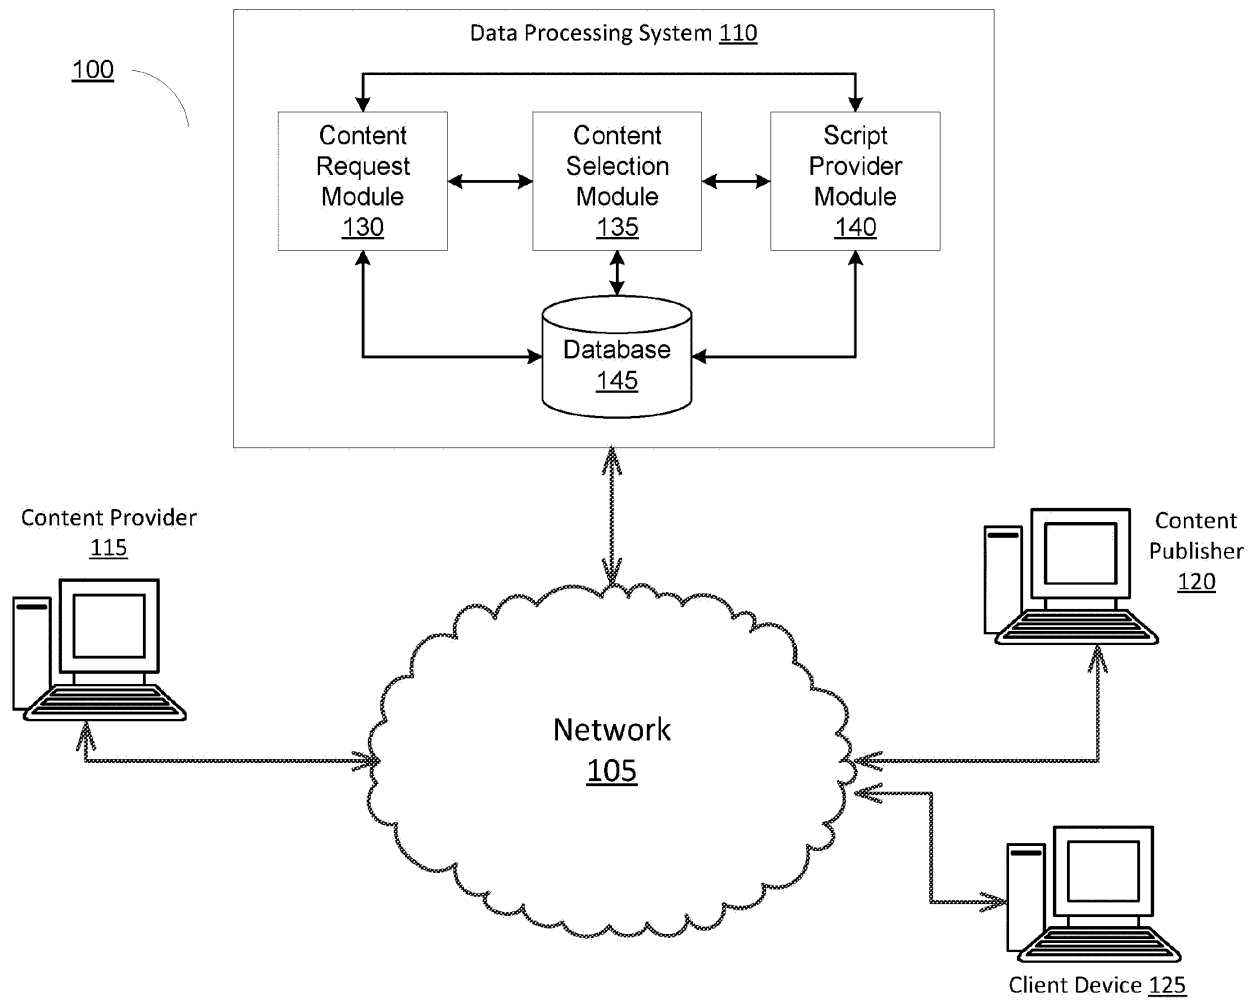 Data Processing System 110
100
Content
Request
Module
130
Content
Selection
Module
135
Script
Provider
Module
140
Database
145
Content Provider
115
Content
Publisher
120
Network
105
Client Device 125